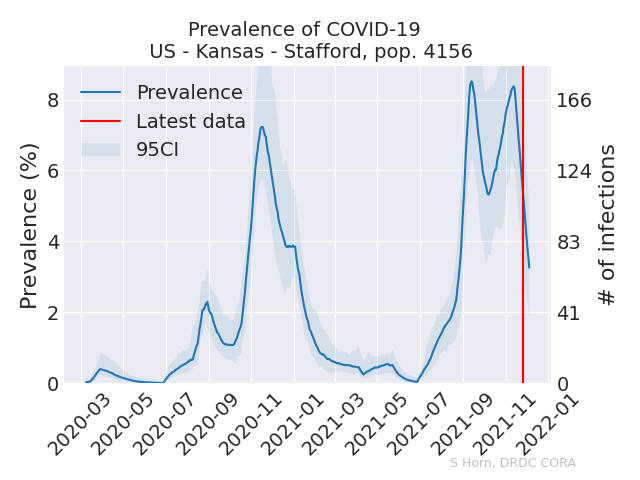 Prevalence of COVID-19
US - Kansas - Stafford, pop. 4156
Prevalence
Latest data
95CI
Prevalence (%)
8
6
4
2
0
166
124
83
41
0
# of infections
2020-03
2020-05
2020-07
2020-09
2020-11
2021-01
2021-03
2021-05
2021-07
2021-09
2021-11
2022-01
S Horn, DRDC CORA